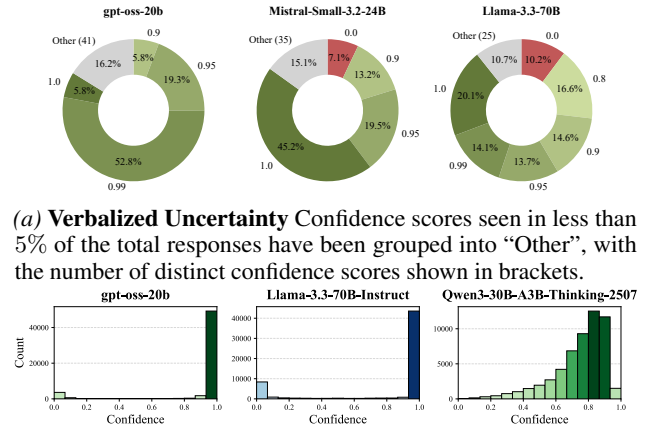 gpt-oss-20b
Mistral-Small-3.2-24B
Llama-3.3-70B
Other (41)
0.9
5.8%
16.2%
19.3%
0.95
1.0
5.8%
52.8%
0.99
Other (35)
0.0
7.1%
15.1%
0.9
13.2%
19.5%
0.95
45.2%
1.0
Other (25)
0.0
10.7%
10.2%
0.8
16.6%
1.0
20.1%
14.6%
0.9
14.1%
13.7%
0.99
0.95
(a) Verbalized Uncertainty Confidence scores seen in less than
5% of the total responses have been grouped into “Other”, with
the number of distinct confidence scores shown in brackets.
gpt-oss-20b
Llama-3.3-70B-Instruct
Qwen3-30B-A3B-Thinking-2507
Count
40000
20000
0
0.0 0.2 0.4 0.6 0.8 1.0
Confidence
40000
30000
20000
10000
0
0.0 0.2 0.4 0.6 0.8 1.0
Confidence
10000
5000
0
0.0 0.2 0.4 0.6 0.8 1.0
Confidence